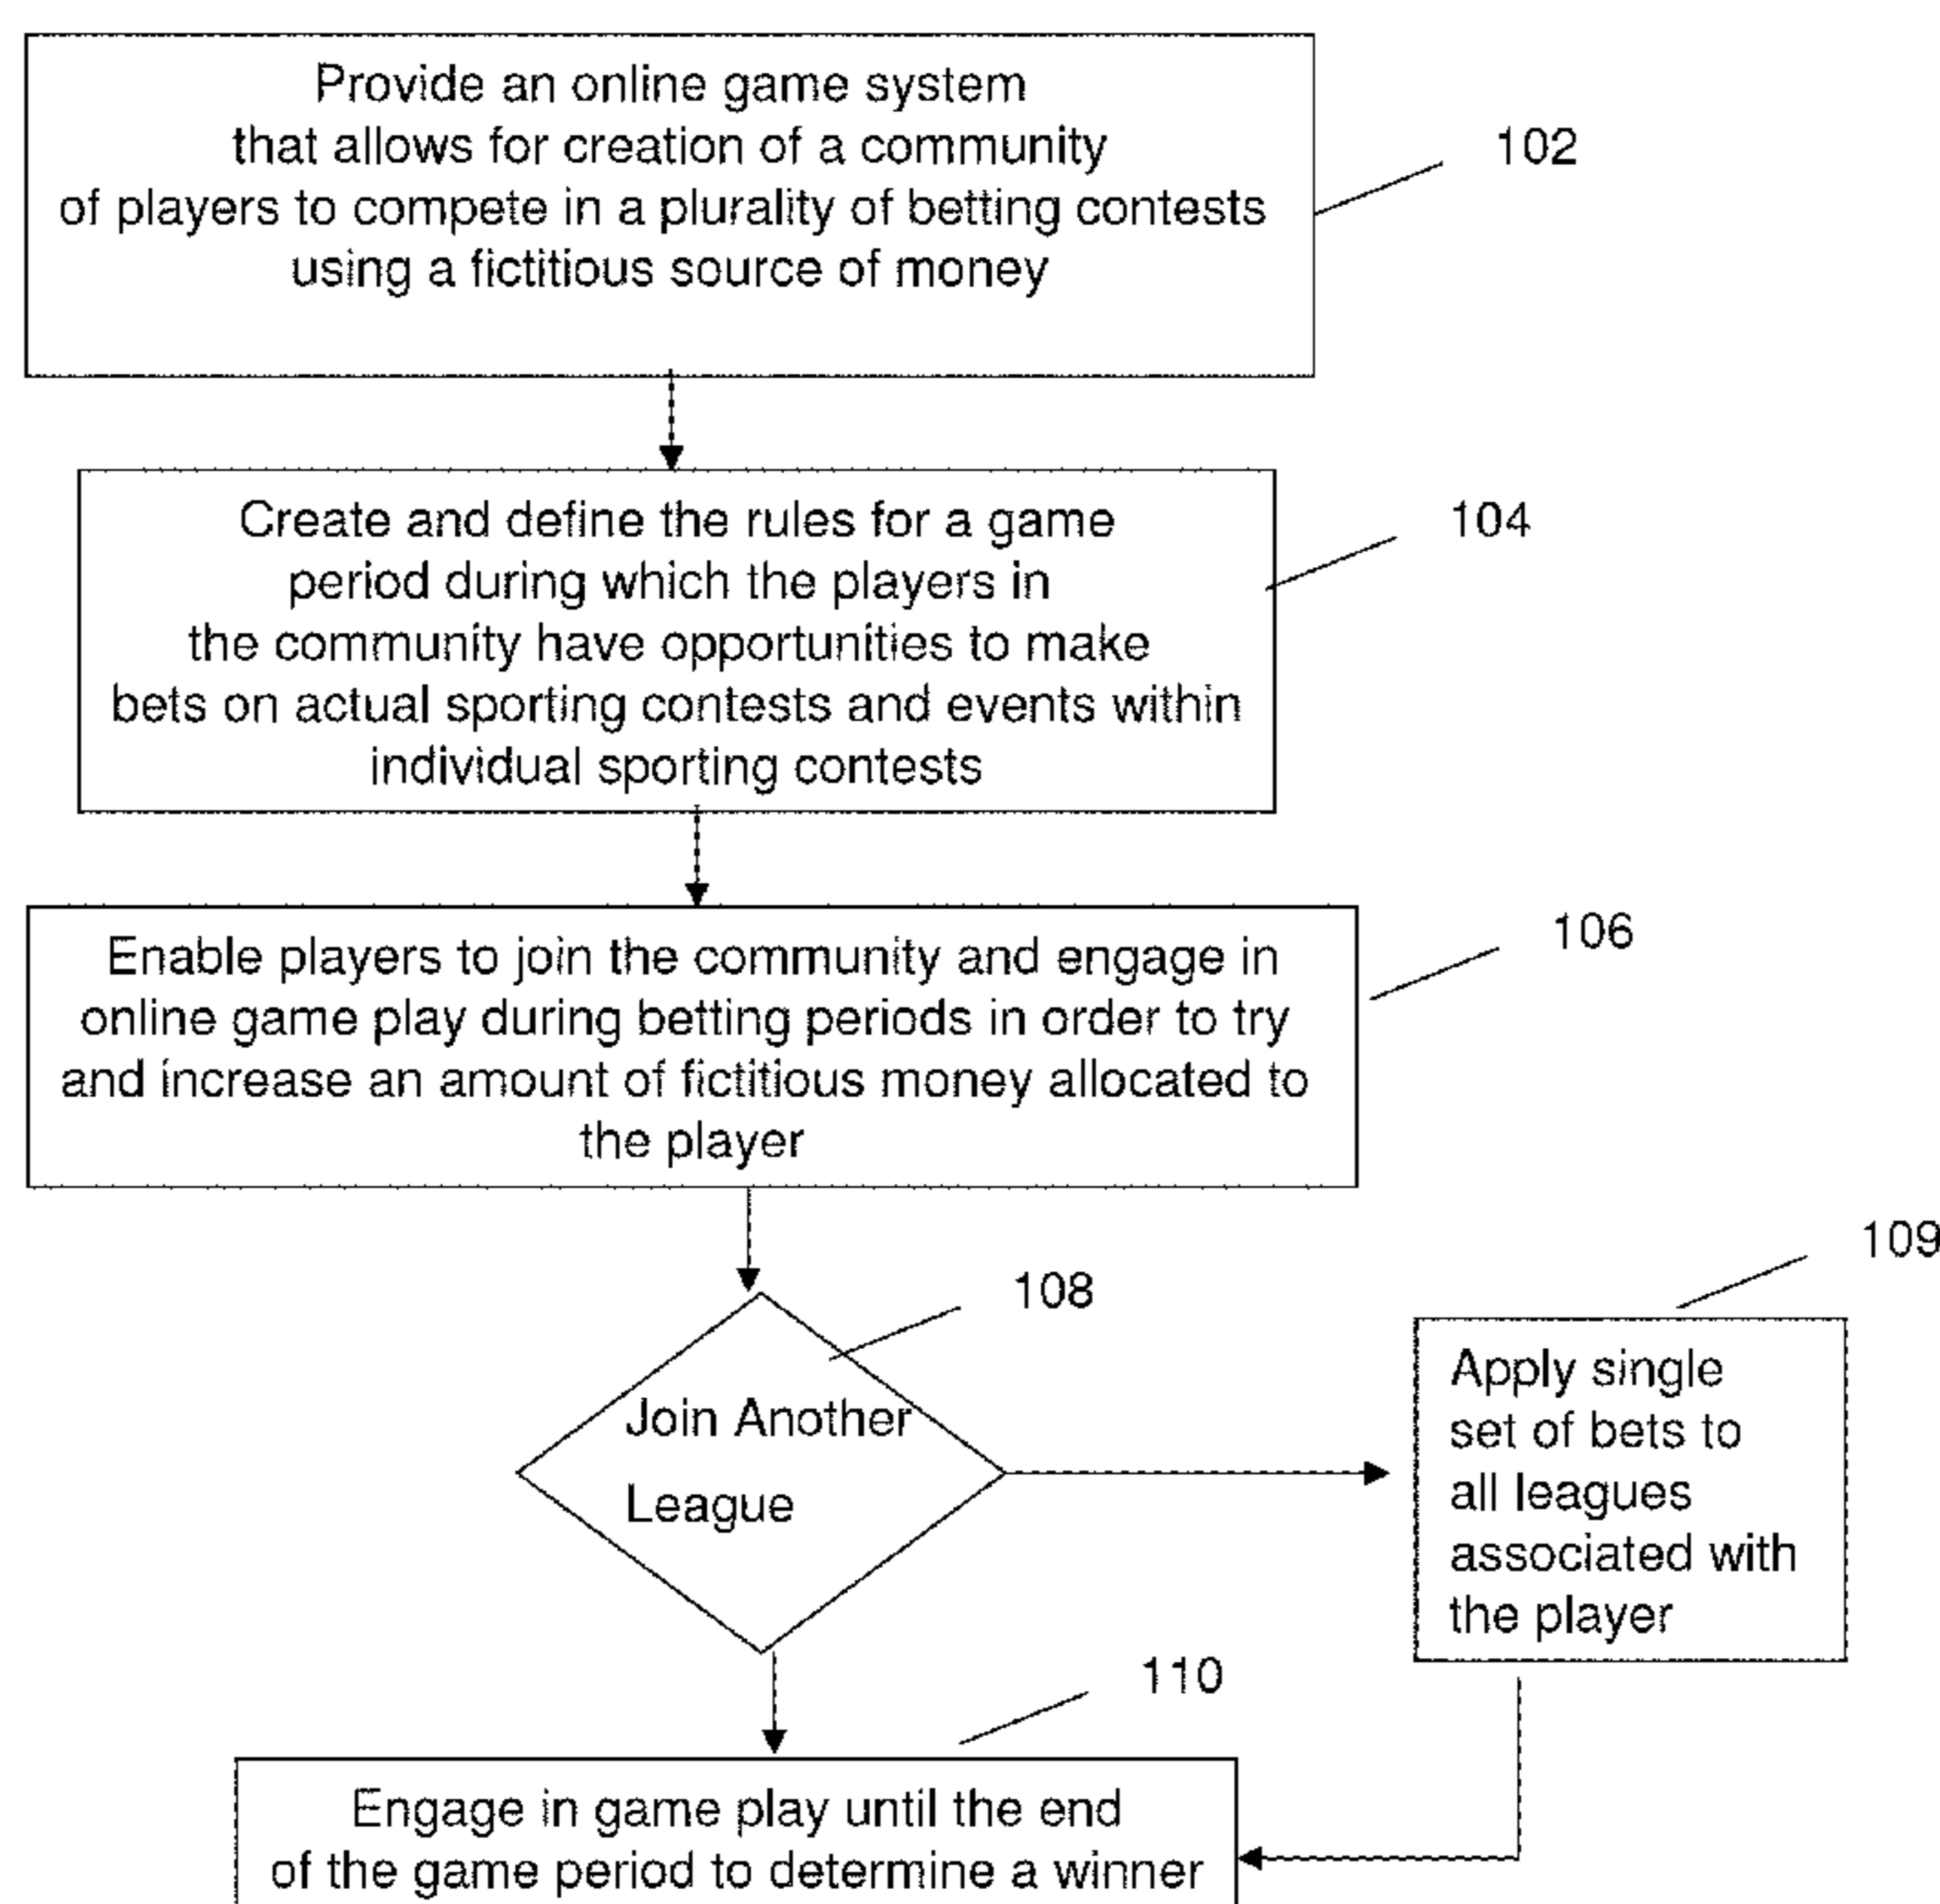 Provide an online game system
that allows for creation of a community
of players to compete in a plurality of betting contests
using a fictitious source of money
102
Create and define the rules for a game
period during which the players in
the community have opportunities to make
bets on actual sporting contests and events within
individual sporting contests
104
Enable players to join the community and engage in
online game play during betting periods in order to try
and increase an amount of fictitious money allocated to
the player
106
108
Join Another
League
109
Apply single
set of bets to
all leagues
associated with
the player
110
Engage in game play until the end
of the game period to determine a winner